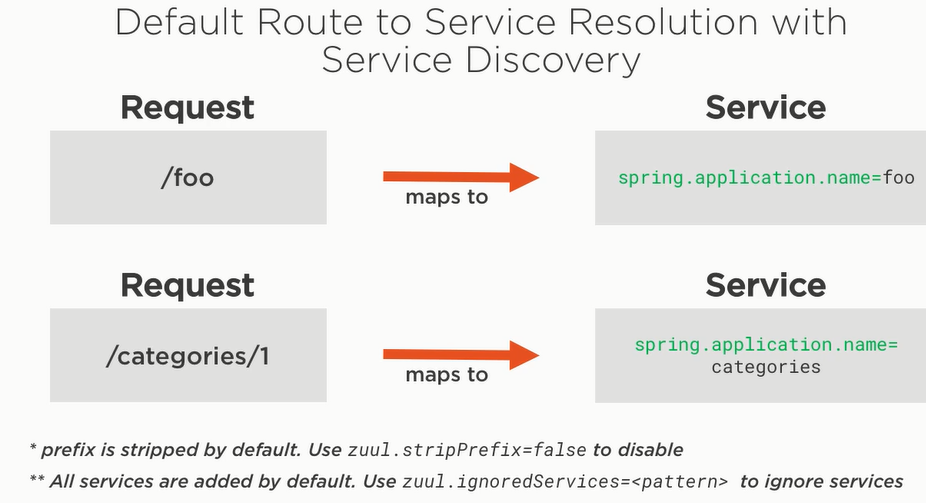 Default Route to Service Resolution with
Service Discovery
Request
Service
/foo
maps to
spring.application.name=foo
Request
Service
/categories/1
maps to
spring.application.name=
categories
* prefix is stripped by default. Use zuul.stripPrefix=false to disable
** All services are added by default. Use zuul.ignoredServices=<pattern> to ignore services